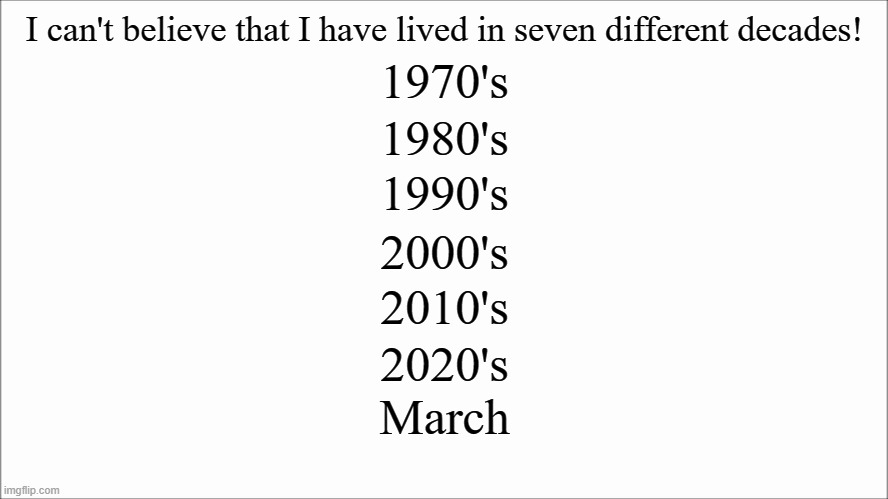 I can't believe that I have lived in seven different decades!
1970's
1980's
1990's
2000's
2010's
2020's
March
imgflip.com